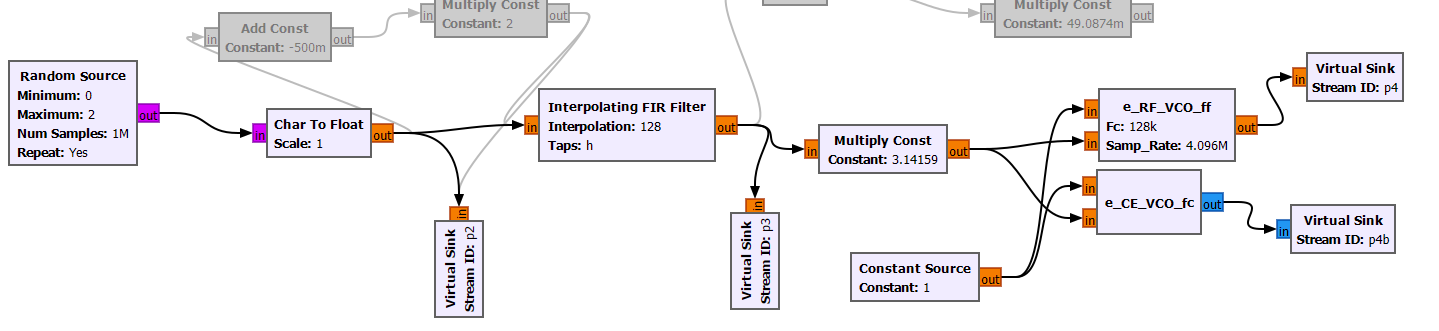 Multiply Const
in
Constant: 2
out
Multiply Const
in
Constant: 49.0874m
out
Add Const
in
Constant: -500m
out
Random Source
Minimum: 0
Maximum: 2
Num Samples: 1M
Repeat: Yes
out
in
Char To Float
Scale: 1
out
Interpolating FIR Filter
in
Interpolation: 128
Taps: h
out
in
Multiply Const
Constant: 3.14159
out
in
e_RF_VCO_ff
Fc: 128k
in
Samp_Rate: 4.096M
out
in
Virtual Sink
Stream ID: p4
in
in
e_CE_VCO_fc
out
in
Virtual Sink
Stream ID: p4b
in
Virtual Sink
Stream ID: p2
in
Virtual Sink
Stream ID: p3
Constant Source
Constant: 1
out